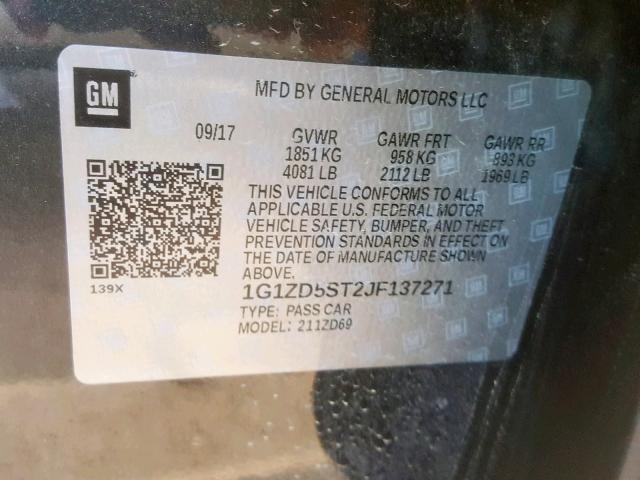 GM
MFD BY GENERAL MOTORS LLC
09/17 GVWR GAWR FRT GAWR RR
1851 KG 958 KG 893 KG
4081 LB 2112 LB 1969 LB
THIS VEHICLE CONFORMS TO ALL
APPLICABLE U.S. FEDERAL MOTOR
VEHICLE SAFETY, BUMPER, AND THEFT
PREVENTION STANDARDS IN EFFECT ON
THE DATE OF MANUFACTURE SHOWN
ABOVE.
139X
1G1ZD5ST2JF137271
TYPE: PASS CAR
MODEL: 211ZD69